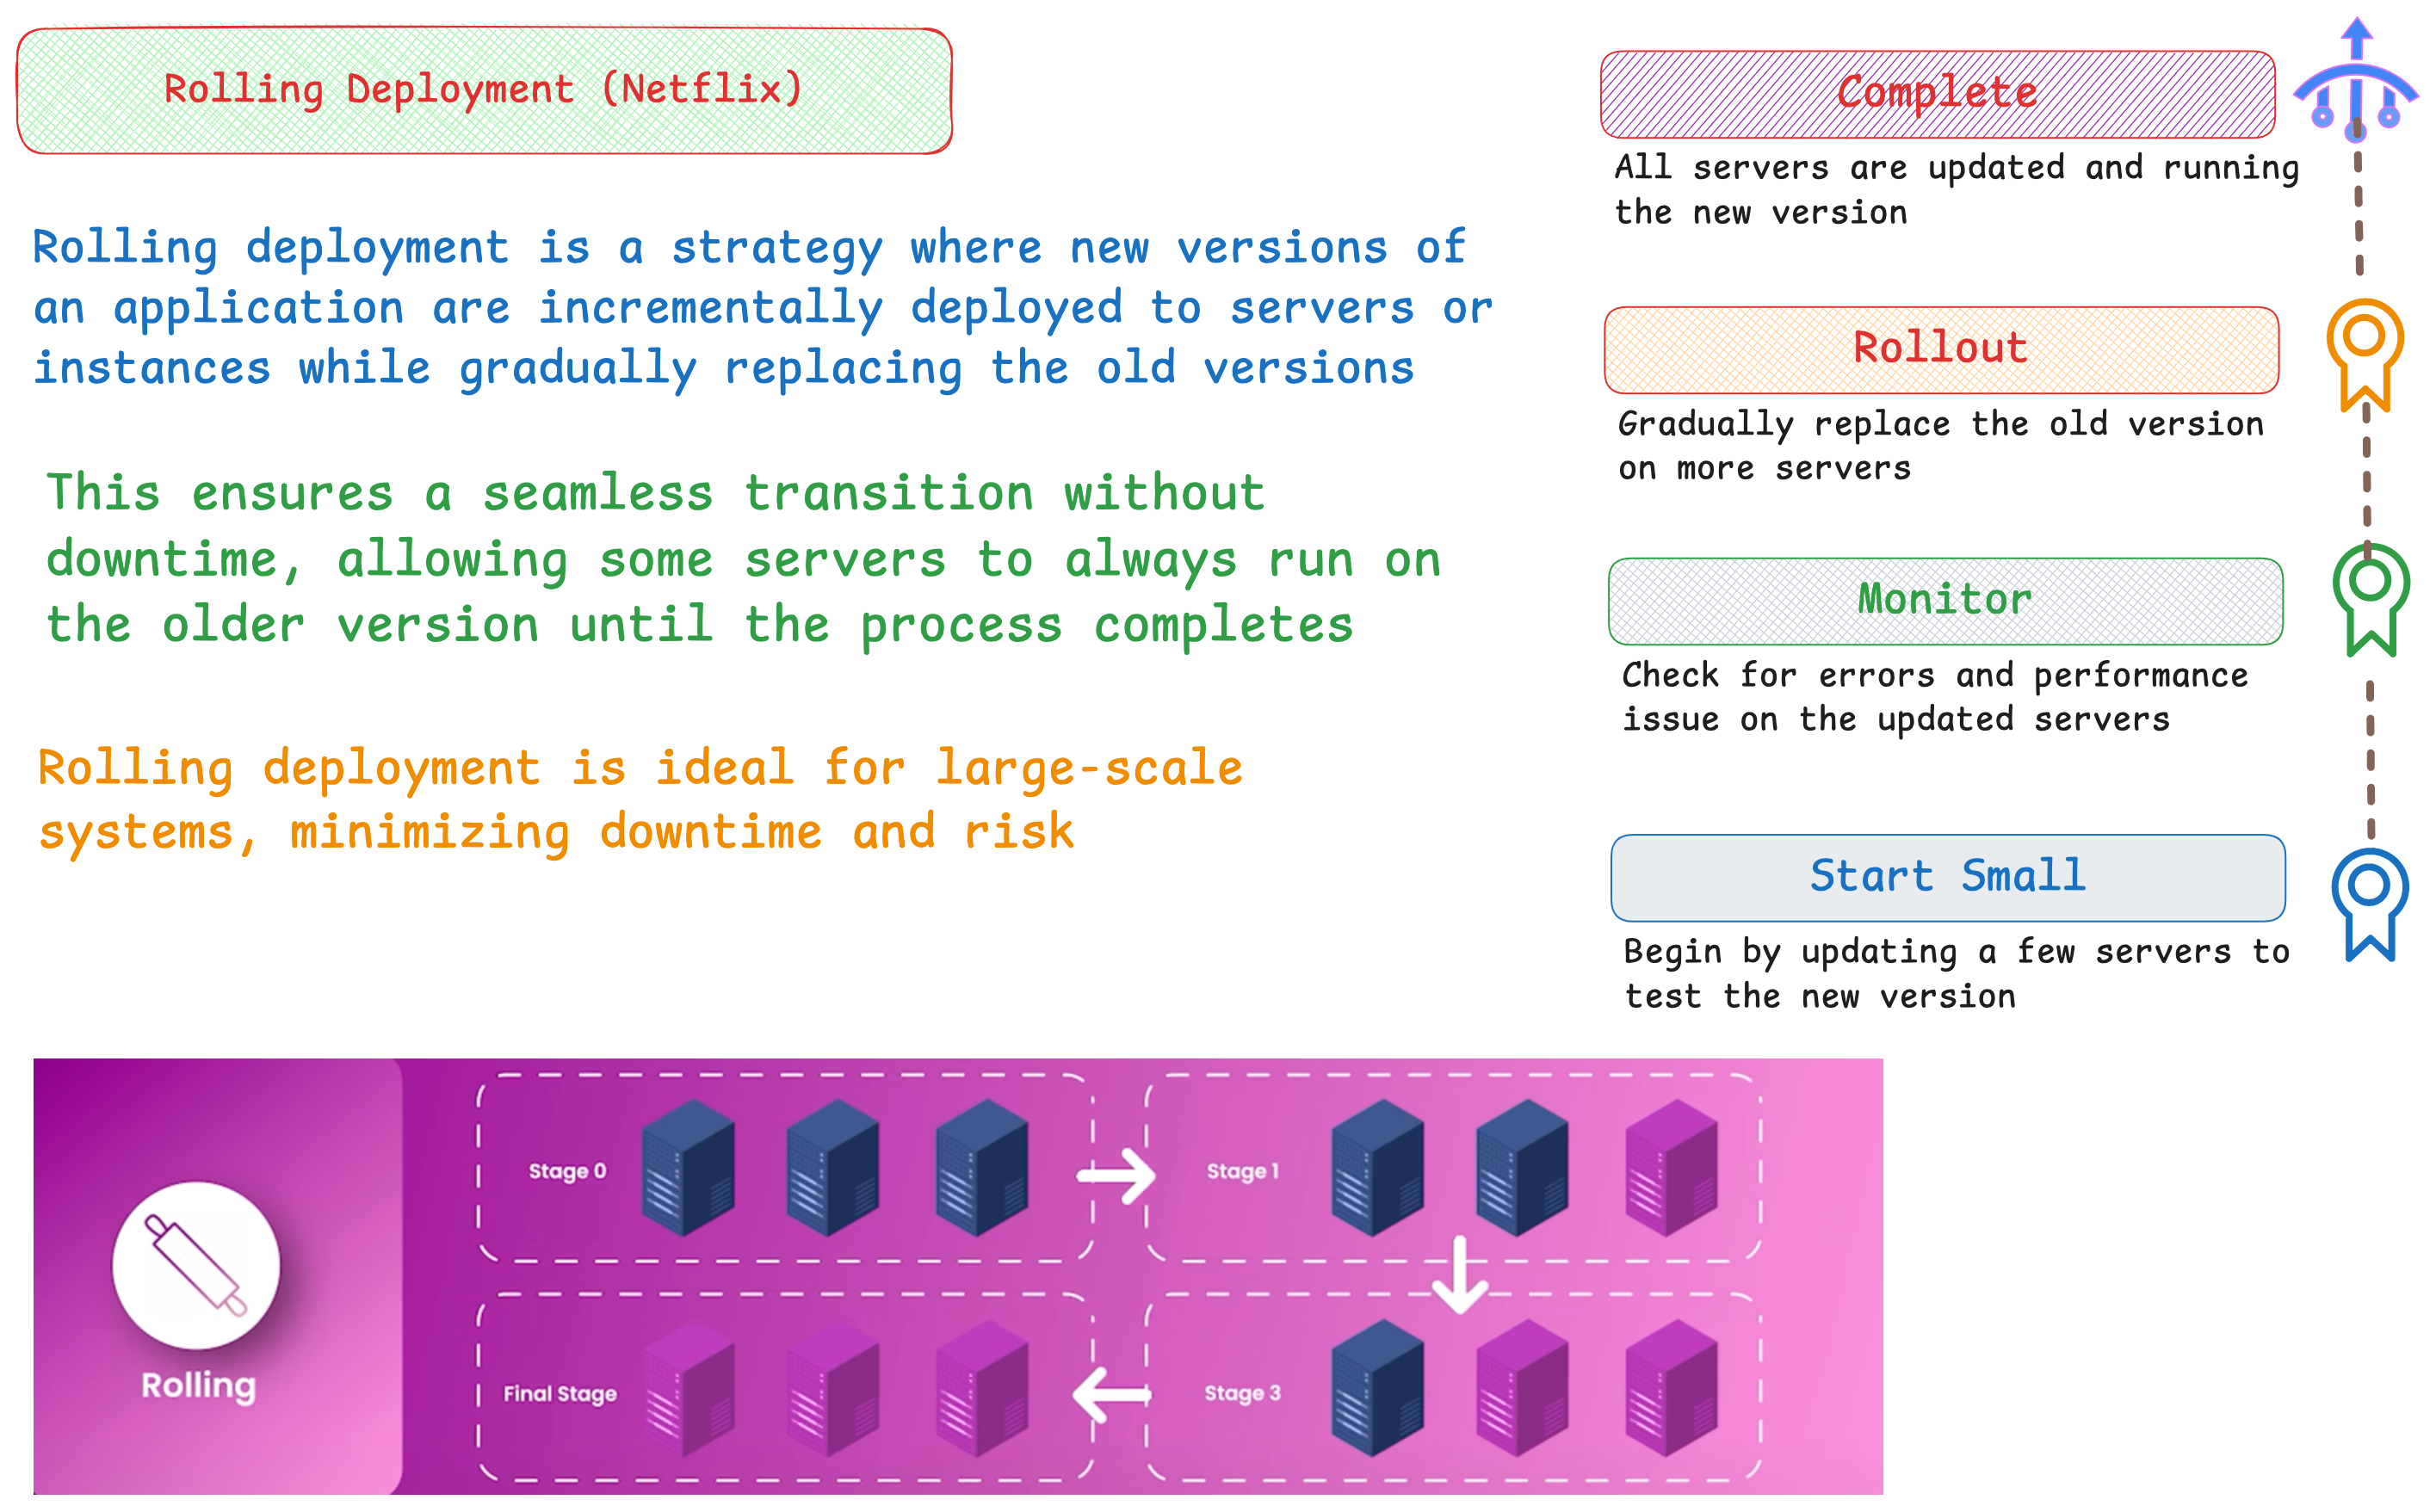 Rolling Deployment (Netflix)
Rolling deployment is a strategy where new versions of
an application are incrementally deployed to servers or
instances while gradually replacing the old versions
This ensures a seamless transition without
downtime, allowing some servers to always run on
the older version until the process completes
Rolling deployment is ideal for large-scale
systems, minimizing downtime and risk
Complete
All servers are updated and running
the new version
Rollout
Gradually replace the old version
on more servers
Monitor
Check for errors and performance
issue on the updated servers
Start Small
Begin by updating a few servers to
test the new version
Rolling
Stage 0
Stage 1
Final Stage
Stage 3